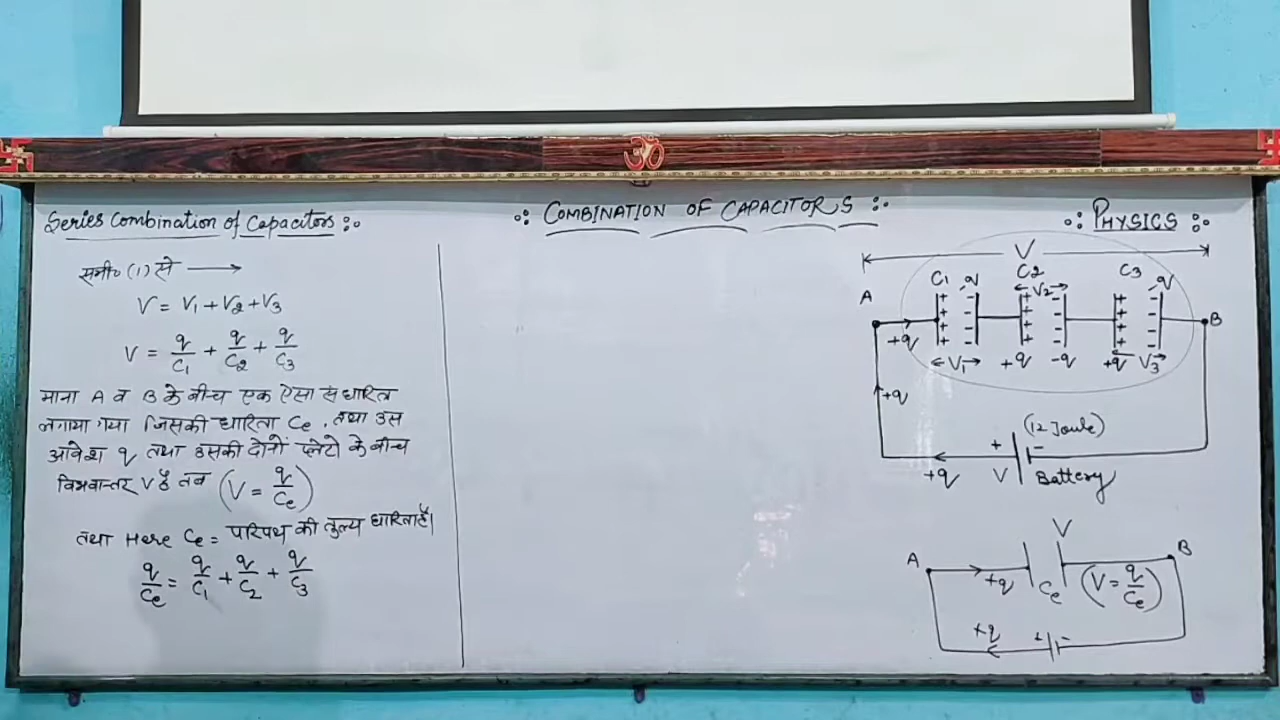 Series Combination of Capacitors :-
∴ COMBINATION OF CAPACITORS :-
∴ PHYSICS :-
समी० (1) से ⟶
V = V₁ + V₂ + V₃
V = q/C₁ + q/C₂ + q/C₃
माना A व B के बीच एक ऐसा संधारित्र
लगाया गया जिसकी धारिता Ce, तथा उस
आवेश q तथा उसकी दोनों प्लेटो के बीच
विभवान्तर V है तब (V = q/Ce)
तथा Here Ce = परिपथ की तुल्य धारिता है।
q/Ce = q/C₁ + q/C₂ + q/C₃
V
C₁ -q C₂ C₃ -q
A V₂ B
+q V₁ +q -q +q V₃
+q
(12 Joule)
+ -
+q V Battery
V
A B
+q Ce (V = q/Ce)
+q + -